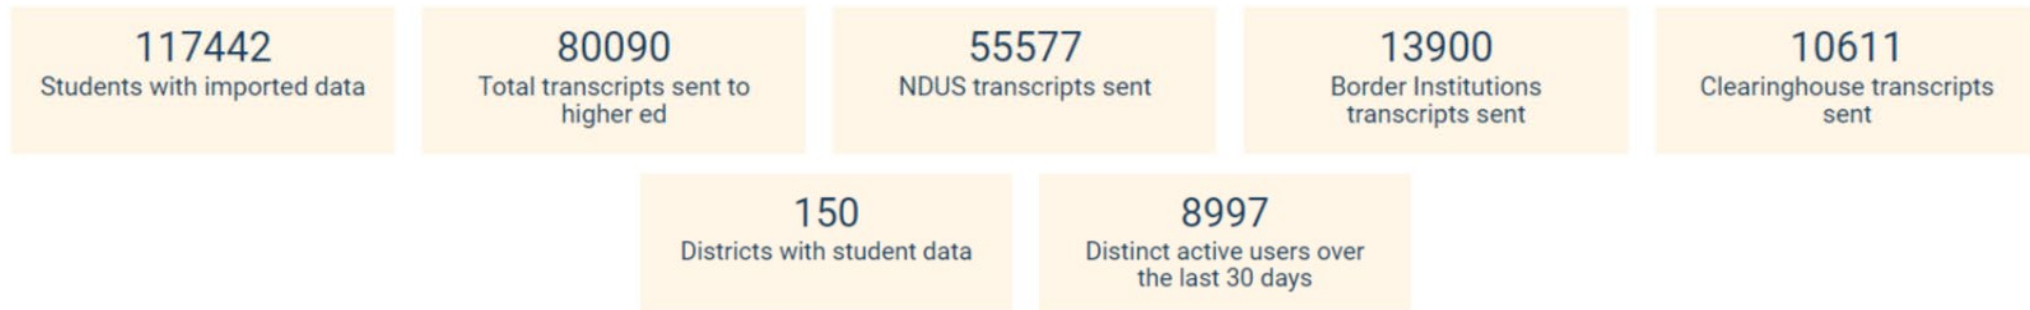 117442
Students with imported data
80090
Total transcripts sent to
higher ed
55577
NDUS transcripts sent
13900
Border Institutions
transcripts sent
10611
Clearinghouse transcripts
sent
150
Districts with student data
8997
Distinct active users over
the last 30 days